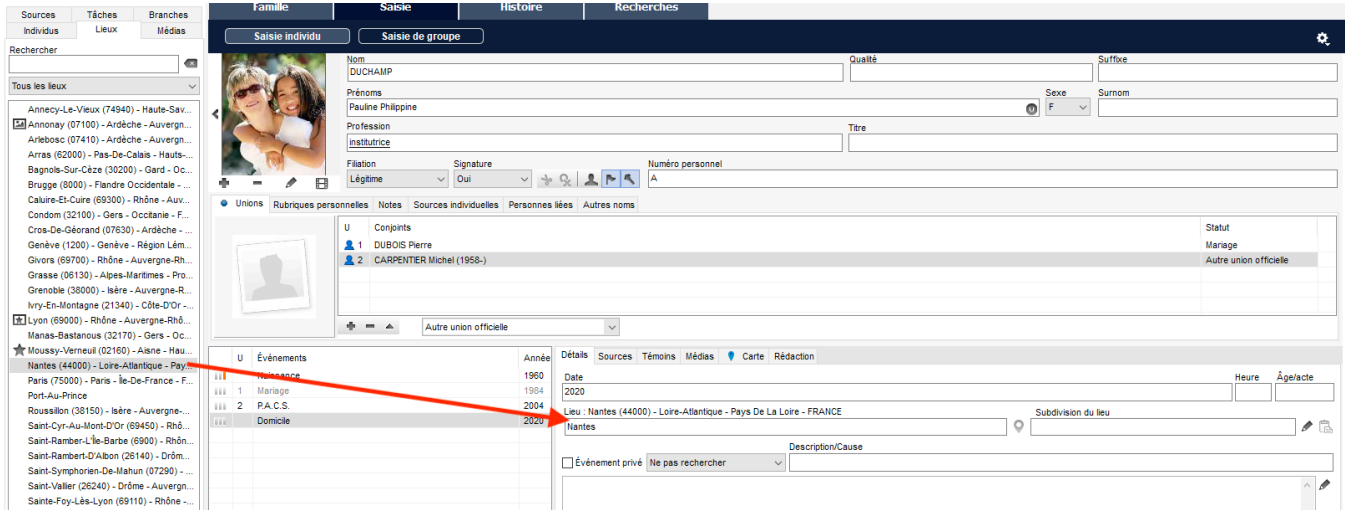 Sources Tâches Branches
Individus Lieux Médias
Rechercher
Tous les lieux
Annecy-Le-Vieux (74940) - Haute-Sav...
Annonay (07100) - Ardèche - Auvergn...
Arlebosc (07410) - Ardèche - Auvergn...
Arras (62000) - Pas-De-Calais - Hauts-...
Bagnols-Sur-Cèze (30200) - Gard - Oc...
Brugge (8000) - Flandre Occidentale - ...
Caluire-Et-Cuire (69300) - Rhône - Auv...
Condom (32100) - Gers - Occitanie - F...
Cros-De-Géorand (07630) - Ardèche - ...
Genève (1200) - Genève - Région Lém...
Givors (69700) - Rhône - Auvergne-Rh...
Grasse (06130) - Alpes-Maritimes - Pro...
Grenoble (38000) - Isère - Auvergne-R...
Ivry-En-Montagne (21340) - Côte-D'Or -...
Lyon (69000) - Rhône - Auvergne-Rhô...
Manas-Bastanous (32170) - Gers - Oc...
Moussy-Verneuil (02160) - Aisne - Hau...
Nantes (44000) - Loire-Atlantique - Pay...
Paris (75000) - Paris - Île-De-France - F...
Port-Au-Prince
Roussillon (38150) - Isère - Auvergne-...
Saint-Cyr-Au-Mont-D'Or (69450) - Rhô...
Saint-Ramber-L'Île-Barbe (6900) - Rhôn...
Saint-Rambert-D'Albon (26140) - Drôm...
Saint-Symphorien-De-Mahun (07290) - ...
Saint-Vallier (26240) - Drôme - Auvergn...
Sainte-Foy-Lès-Lyon (69110) - Rhône -...
Famille Saisie Histoire Recherches
Saisie individu Saisie de groupe
Nom Qualité Suffixe
DUCHAMP
Prénoms Sexe Surnom
Pauline Philippine F
Profession Titre
institutrice
Filiation Signature Numéro personnel
Légitime Oui A
Unions Rubriques personnelles Notes Sources individuelles Personnes liées Autres noms
U Conjoints Statut
1 DUBOIS Pierre Mariage
2 CARPENTIER Michel (1958-) Autre union officielle
Autre union officielle
U Événements Année
Naissance 1960
1 Mariage 1984
2 P.A.C.S. 2004
Domicile 2020
Détails Sources Témoins Médias Carte Rédaction
Date Heure Âge/acte
2020
Lieu : Nantes (44000) - Loire-Atlantique - Pays De La Loire - FRANCE Subdivision du lieu
Nantes
Description/Cause
Événement privé Ne pas rechercher